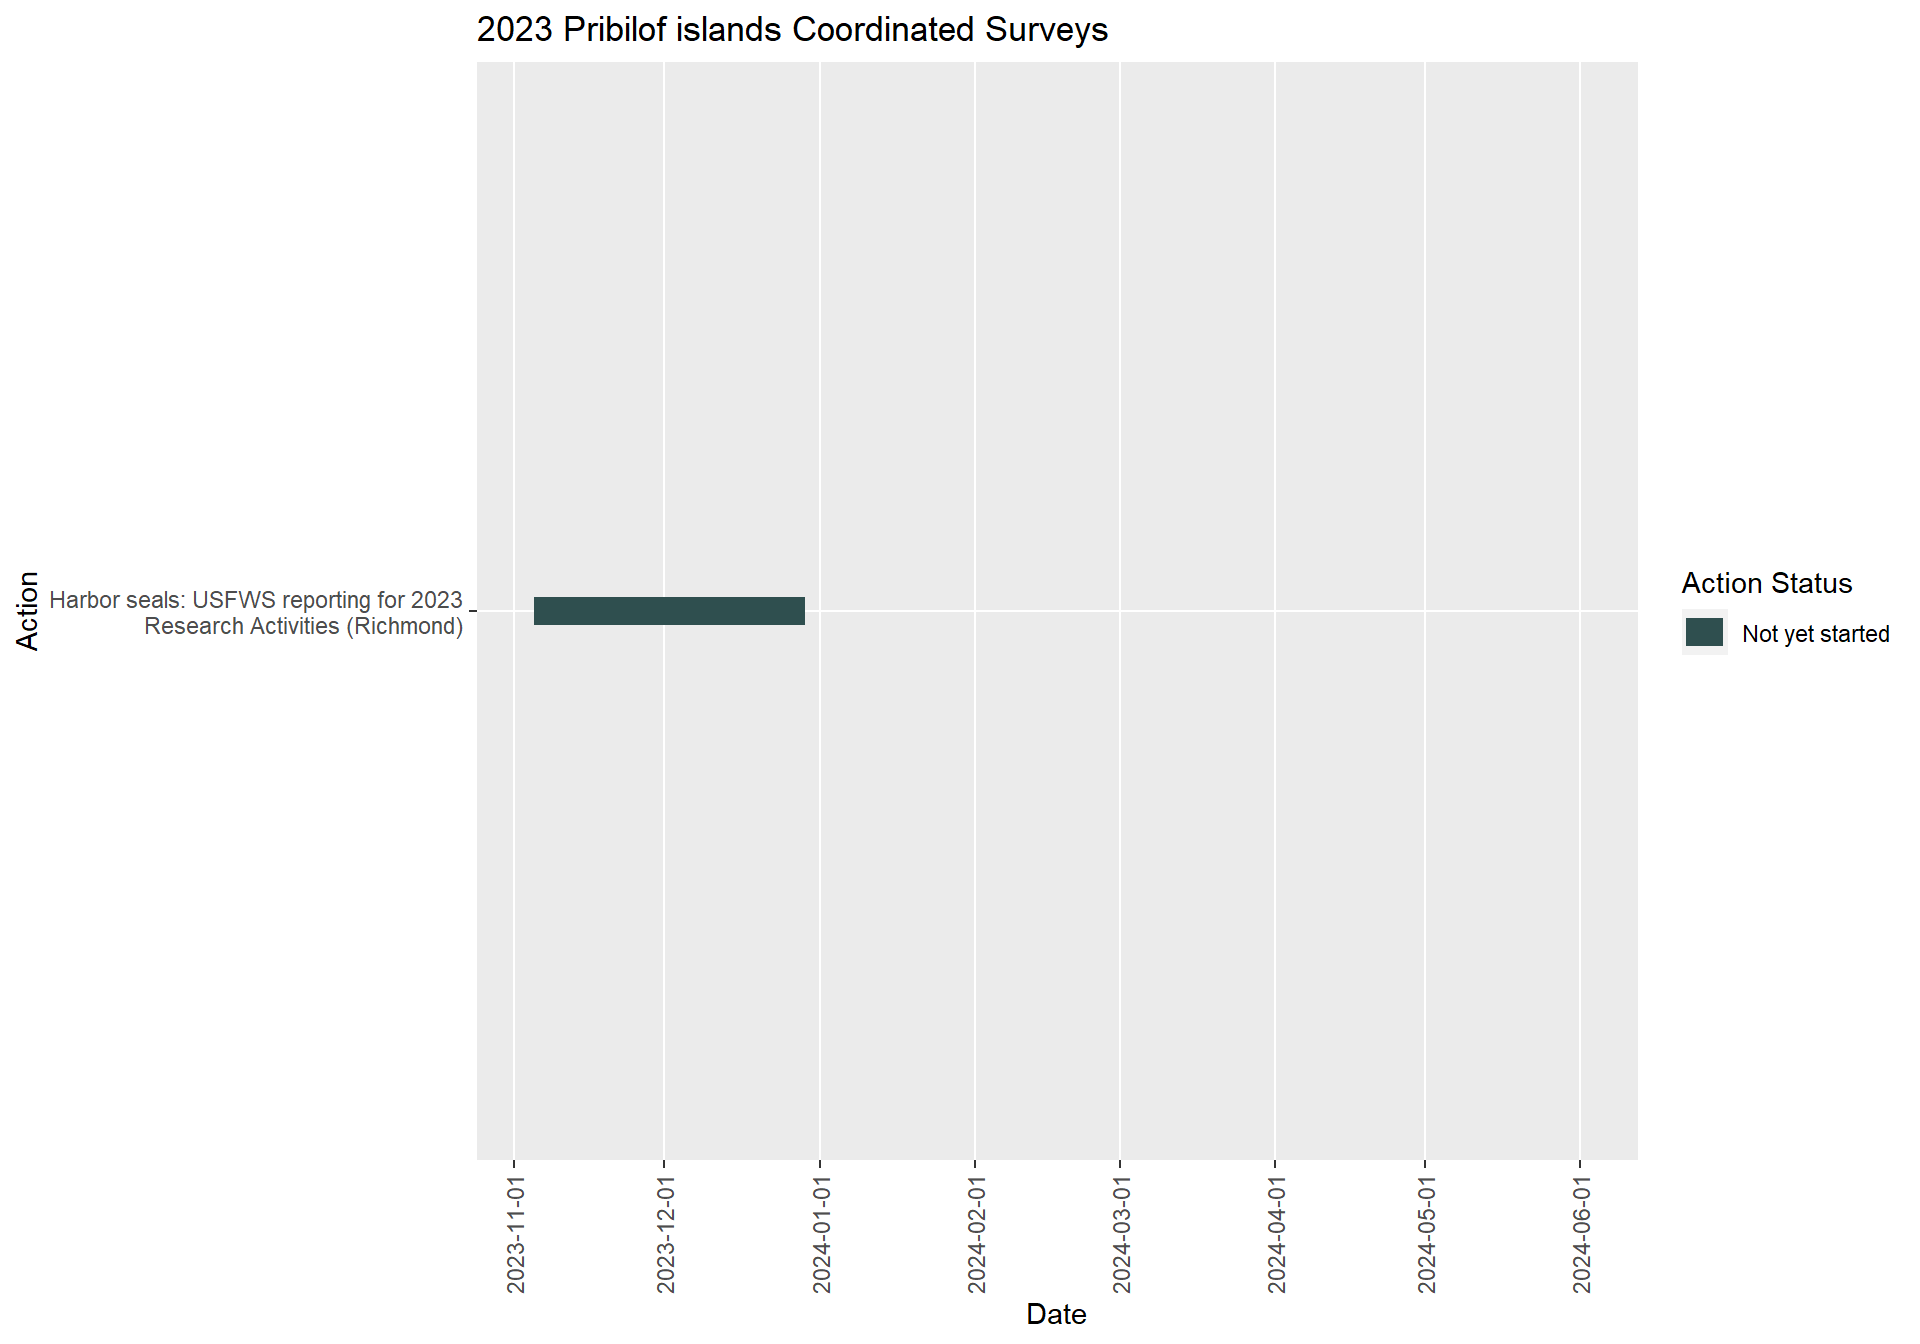 2023 Pribilof islands Coordinated Surveys
Action
Harbor seals: USFWS reporting for 2023
Research Activities (Richmond)
Action Status
Not yet started
2023-11-01
2023-12-01
2024-01-01
2024-02-01
2024-03-01
2024-04-01
2024-05-01
2024-06-01
Date